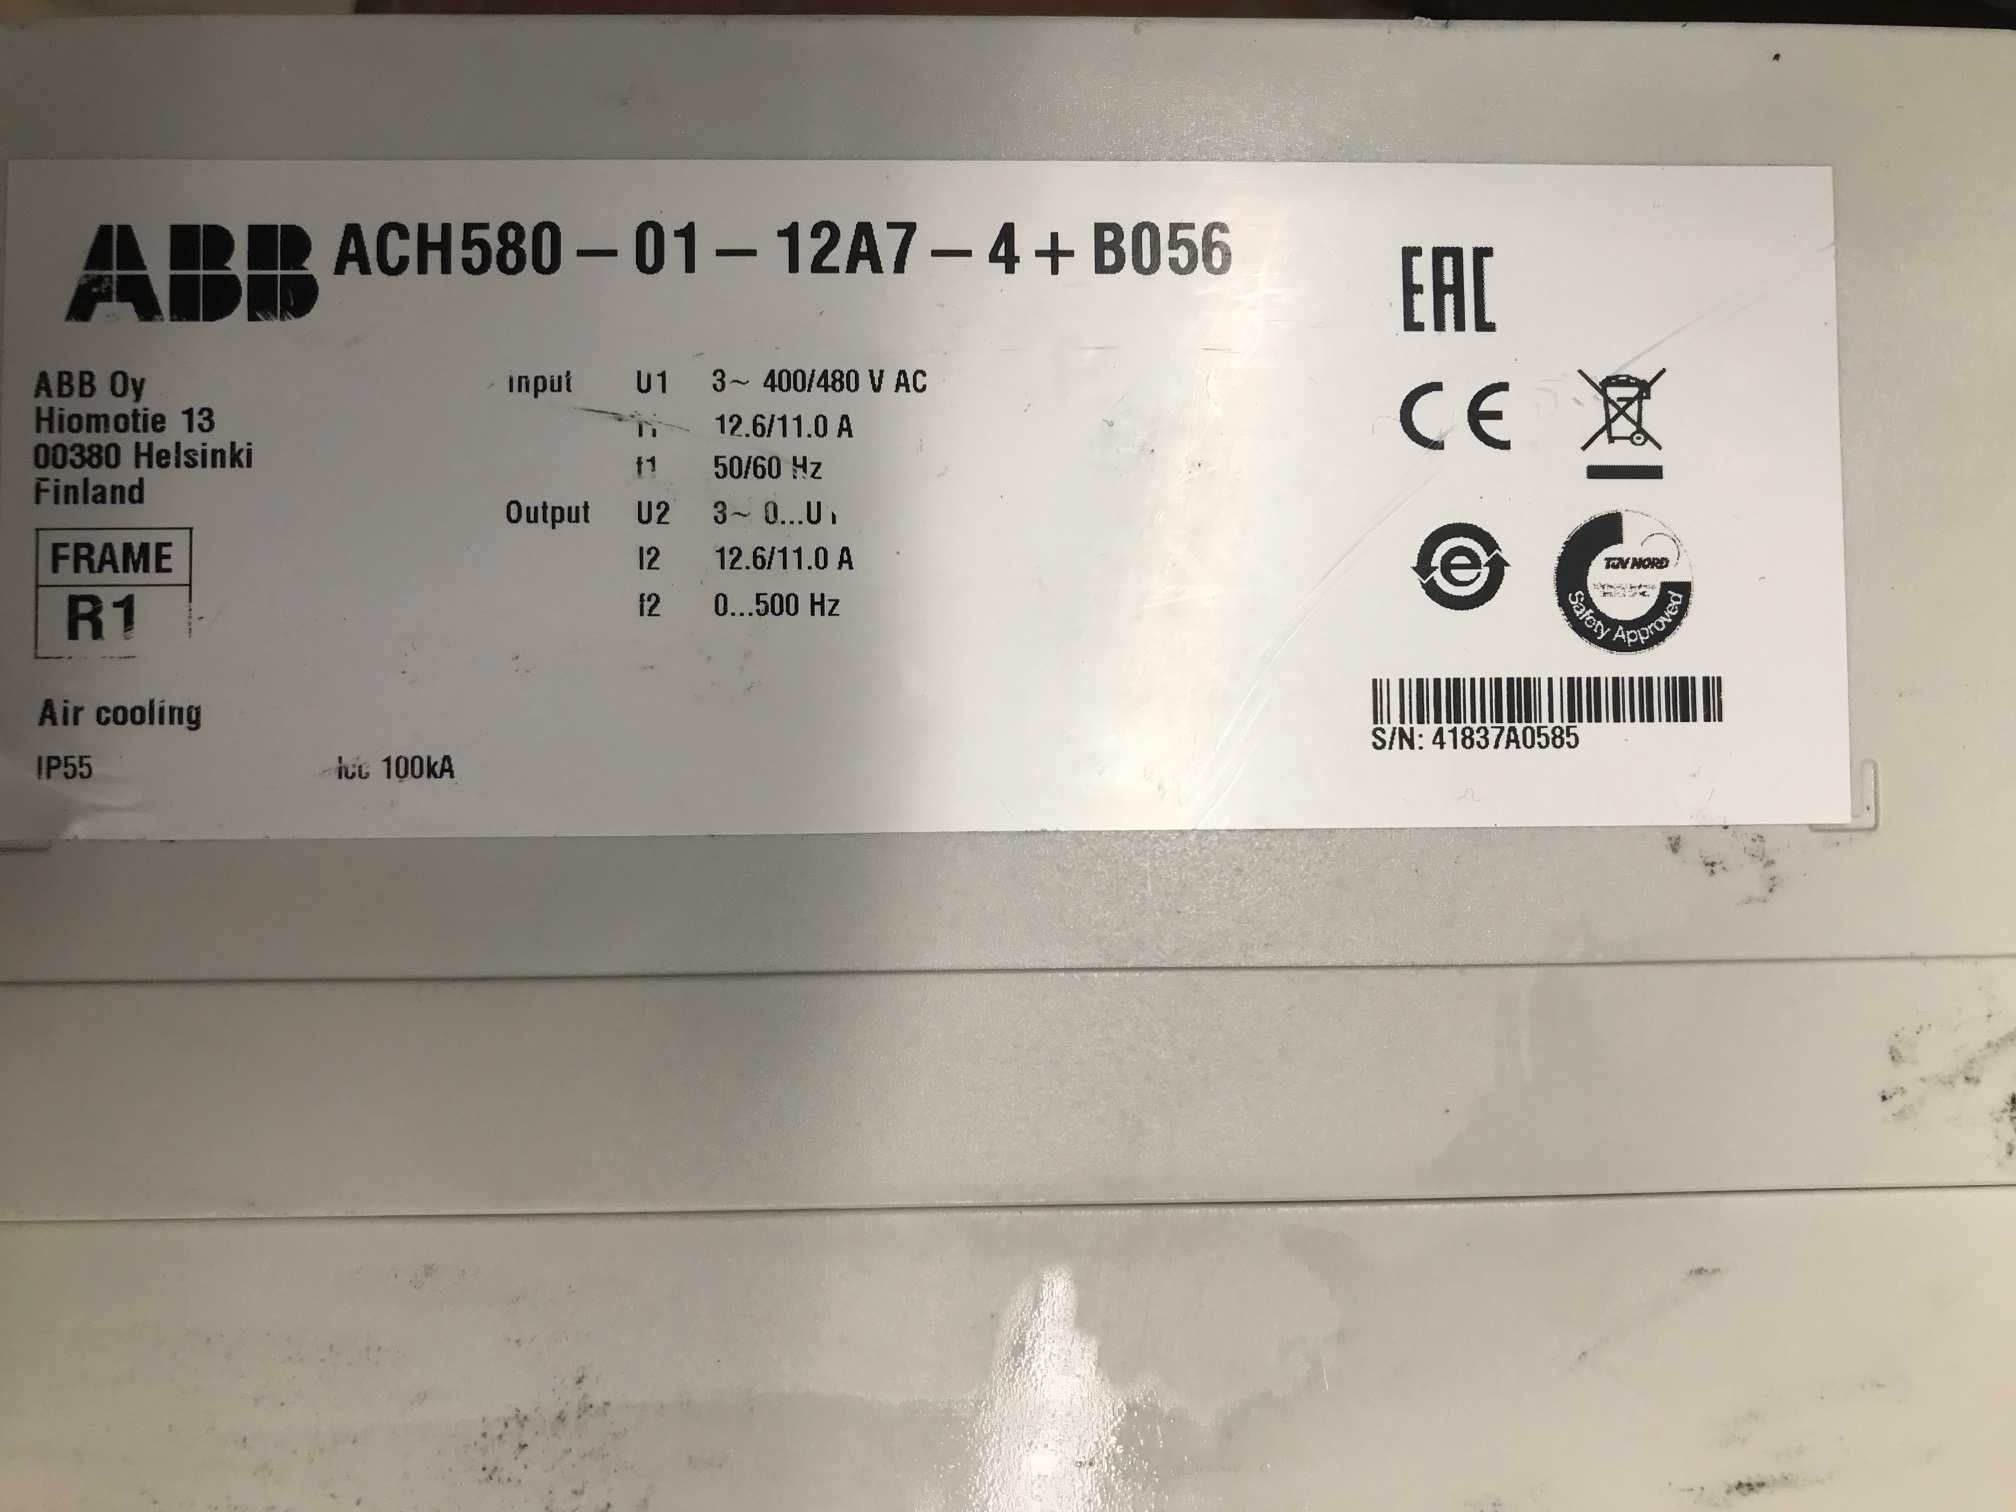 ABB ACH580-01-12A7-4+B056
ABB Oy
Hiomotie 13
00380 Helsinki
Finland
FRAME
R1
Air cooling
IP55
Icc 100kA
Input U1 3~ 400/480 V AC
I1 12.6/11.0 A
f1 50/60 Hz
Output U2 3~ 0...U1
I2 12.6/11.0 A
f2 0...500 Hz
EAC
CE
e
TÜV NORD
Safety Approved
S/N: 41837A0585